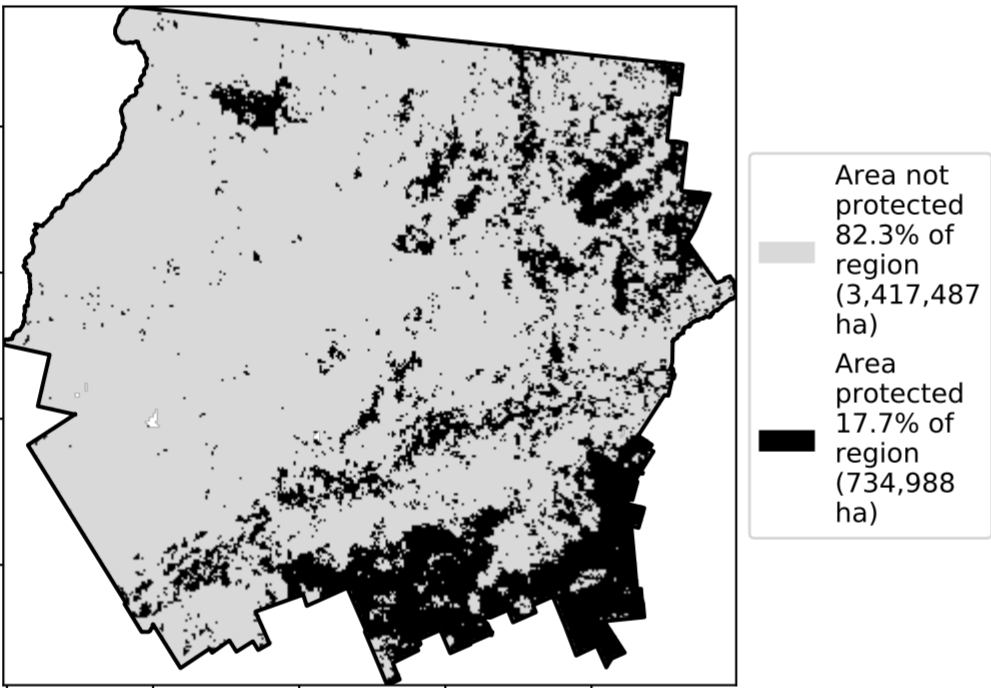 Area not
protected
82.3% of
region
(3,417,487
ha)
Area
protected
17.7% of
region
(734,988
ha)